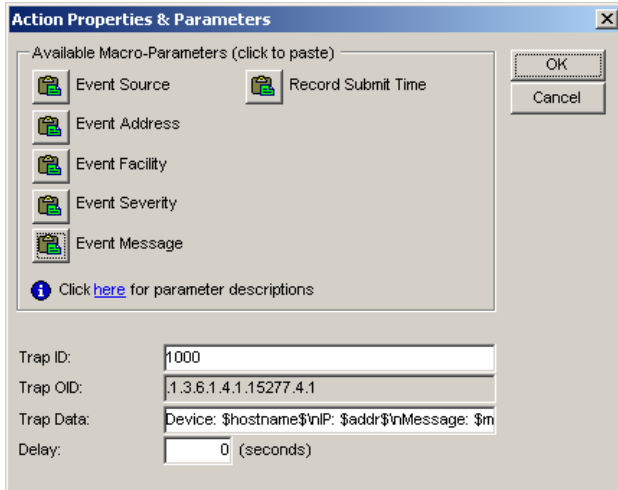 Action Properties & Parameters
Available Macro-Parameters (click to paste)
Event Source
Record Submit Time
OK
Cancel
Event Address
Event Facility
Event Severity
Event Message
Click here for parameter descriptions
Trap ID: 1000
Trap OID: .1.3.6.1.4.1.15277.4.1
Trap Data: Device: $hostname$\nIP: $addr$\nMessage: $m
Delay: 0 (seconds)